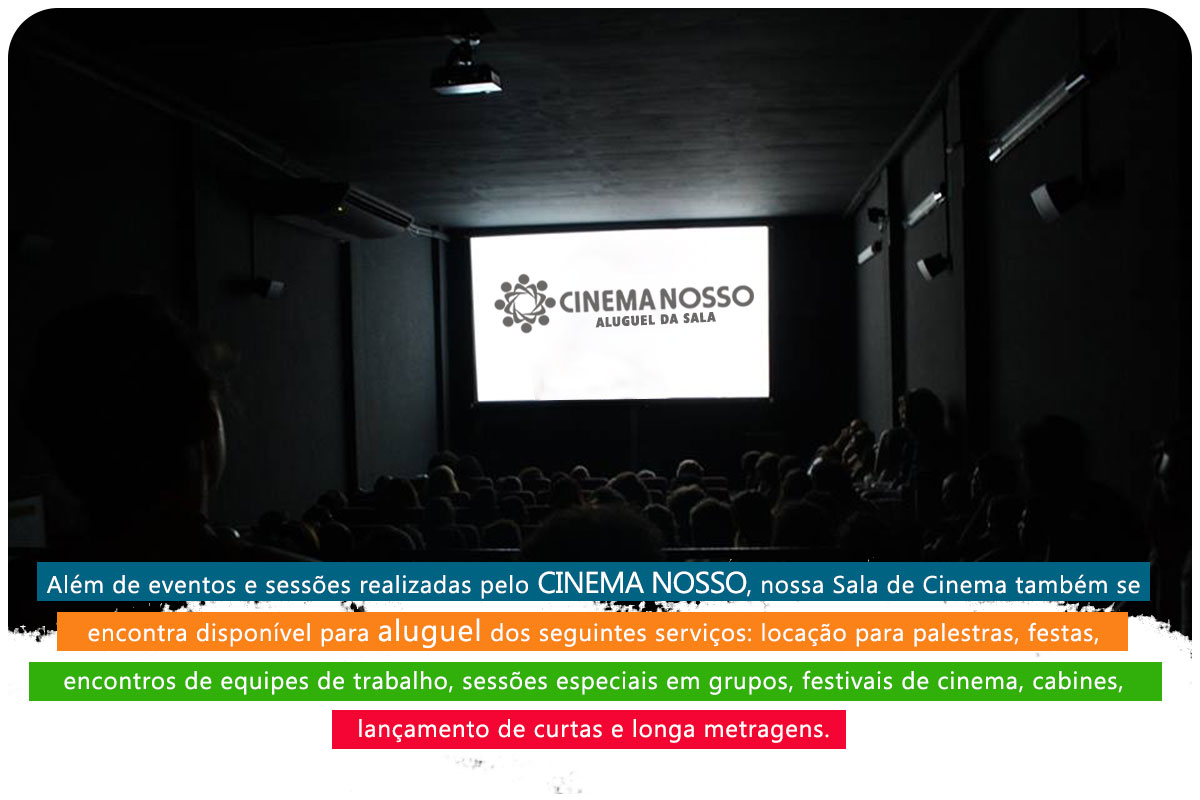 CINEMA NOSSO
ALUGUEL DA SALA
Além de eventos e sessões realizadas pelo CINEMA NOSSO, nossa Sala de Cinema também se
encontra disponível para aluguel dos seguintes serviços: locação para palestras, festas,
encontros de equipes de trabalho, sessões especiais em grupos, festivais de cinema, cabines,
lançamento de curtas e longa metragens.